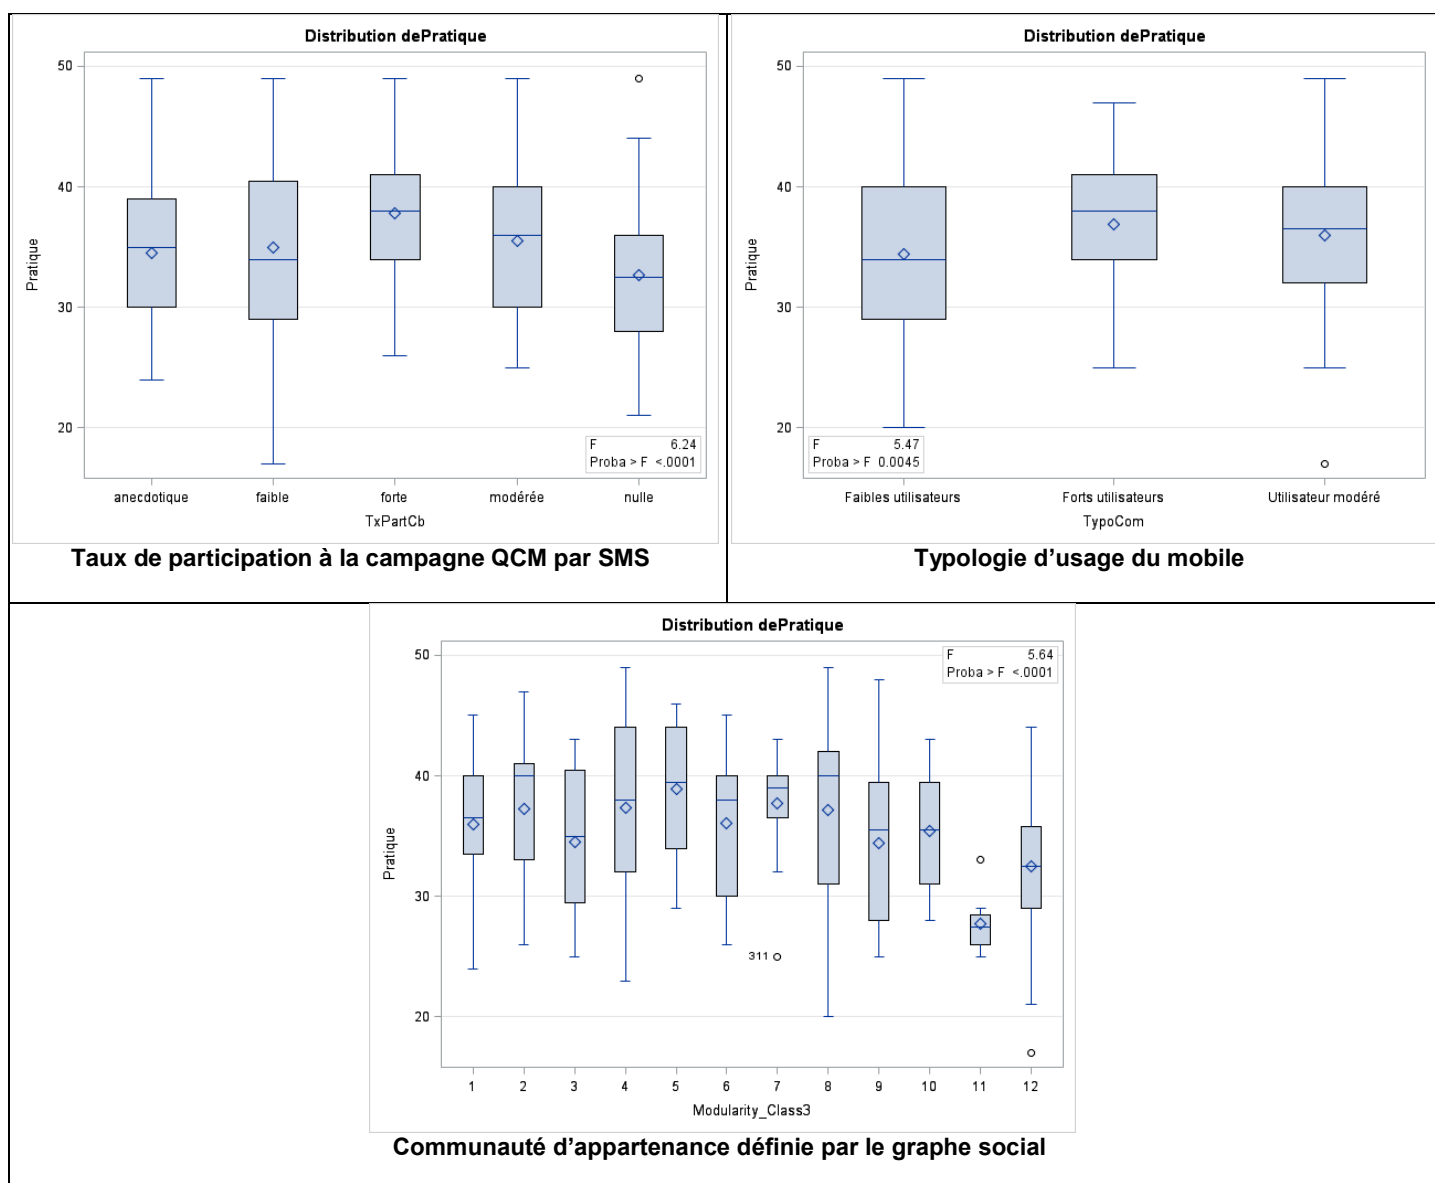 Distribution dePratique
50
40
30
20
Pratique
F 6.24
Proba > F <.0001
anecdotique faible forte modérée nulle
TxPartCb
Taux de participation à la campagne QCM par SMS
Distribution dePratique
50
40
30
20
Pratique
F 5.47
Proba > F 0.0045
Faibles utilisateurs Forts utilisateurs Utilisateur modéré
TypoCom
Typologie d’usage du mobile
Distribution dePratique
F 5.64
Proba > F <.0001
50
40
30
20
Pratique
311
1 2 3 4 5 6 7 8 9 10 11 12
Modularity_Class3
Communauté d’appartenance définie par le graphe social